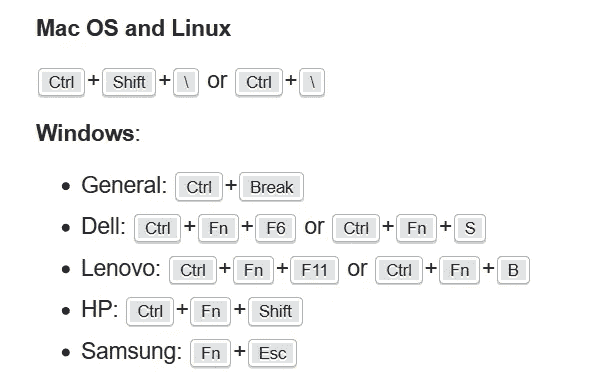 Mac OS and Linux
Ctrl + Shift + \ or Ctrl + \
Windows:
• General: Ctrl + Break
• Dell: Ctrl + Fn + F6 or Ctrl + Fn + S
• Lenovo: Ctrl + Fn + F11 or Ctrl + Fn + B
• HP: Ctrl + Fn + Shift
• Samsung: Fn + Esc